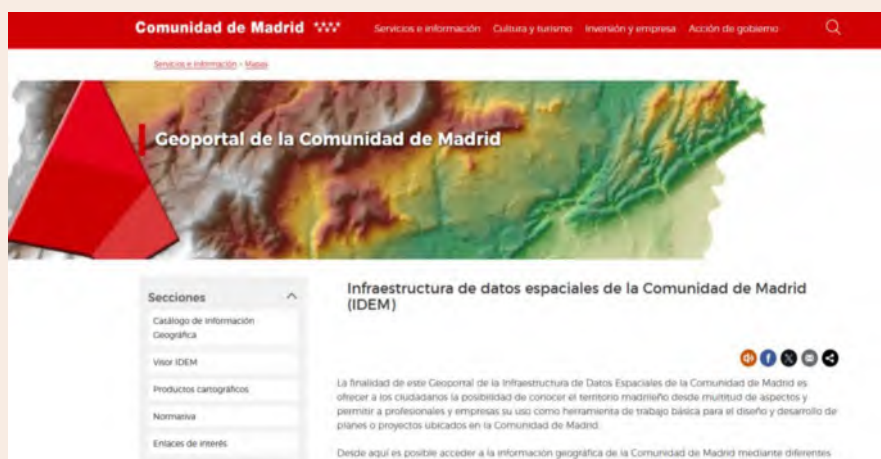 Comunidad de Madrid
Servicios e información Cultura y turismo Inversión y empresa Acción de gobierno
Servicios e información > Mapas
Geoportal de la Comunidad de Madrid
Secciones
Catálogo de Información
Geográfica
Visor IDEM
Productos cartográficos
Normativa
Enlaces de interés
Infraestructura de datos espaciales de la Comunidad de Madrid
(IDEM)
La finalidad de este Geoportal de la Infraestructura de Datos Espaciales de la Comunidad de Madrid es
ofrecer a los ciudadanos la posibilidad de conocer el territorio madrileño desde multitud de aspectos y
permitir a profesionales y empresas su uso como herramienta de trabajo básica para el diseño y desarrollo de
planes o proyectos ubicados en la Comunidad de Madrid.
Desde aquí es posible acceder a la información geográfica de la Comunidad de Madrid mediante diferentes